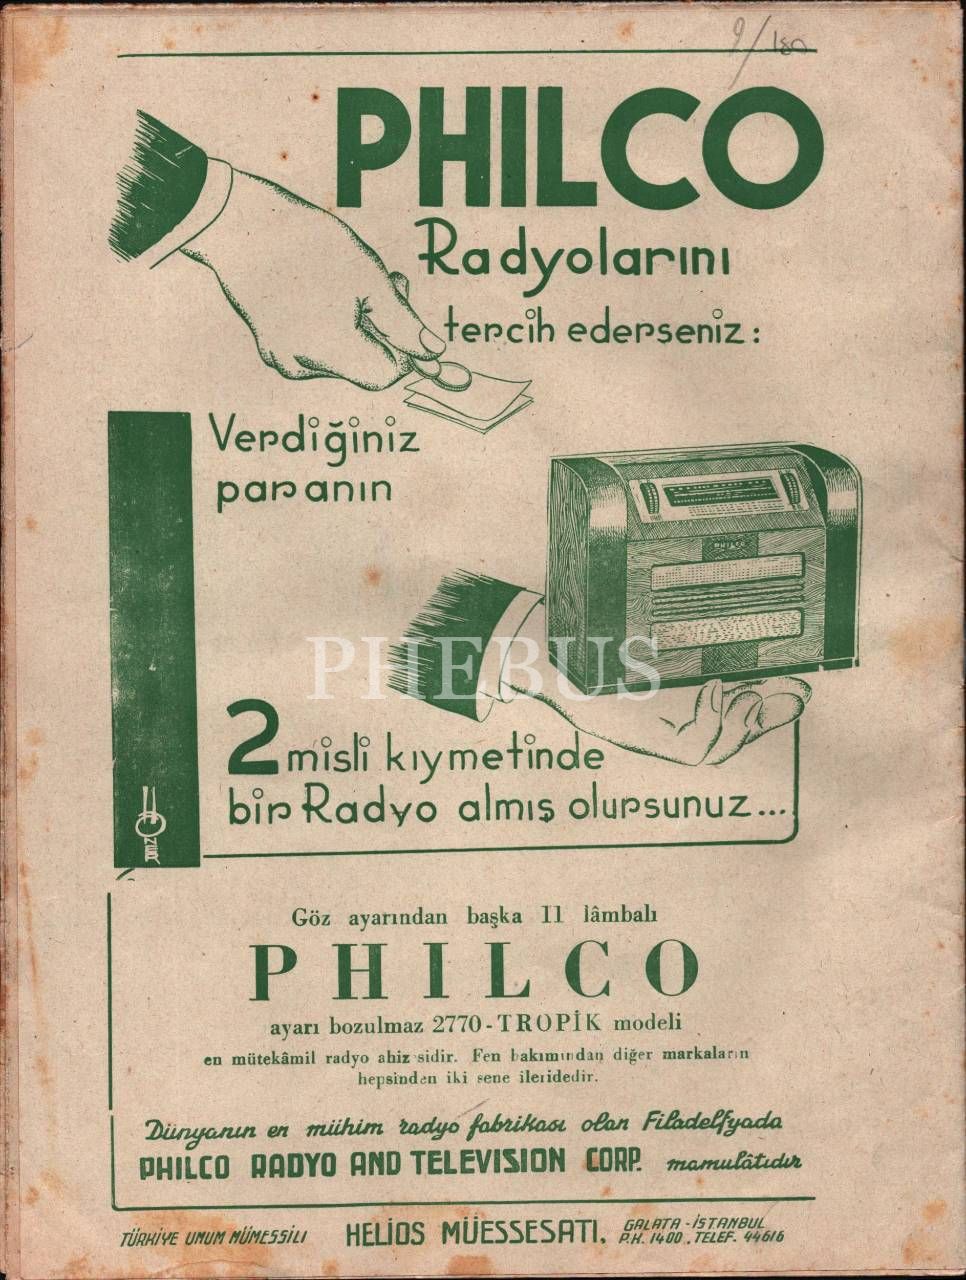 9/180
PHILCO
Radyolarını
tercih ederseniz:
Verdiğiniz
paranın
PHILCO
PHEBUS
2 misli kıymetinde
bir Radyo almış olursunuz...
IHONER
Göz ayarından başka 11 lâmbalı
PHILCO
ayarı bozulmaz 2770-TROPİK modeli
en mütekâmil radyo ahizesidir. Fen bakımından diğer markaların
hepsinden iki sene ileridedir.
Dünyanın en mühim radyo fabrikası olan Filadelfyada
PHILCO RADYO AND TELEVISION CORP. mamulâtıdır
TÜRKİYE UMUM MÜMESSİLİ HELİOS MÜESSESATI, GALATA - İSTANBUL
P.K. 1400. TELEF. 44616